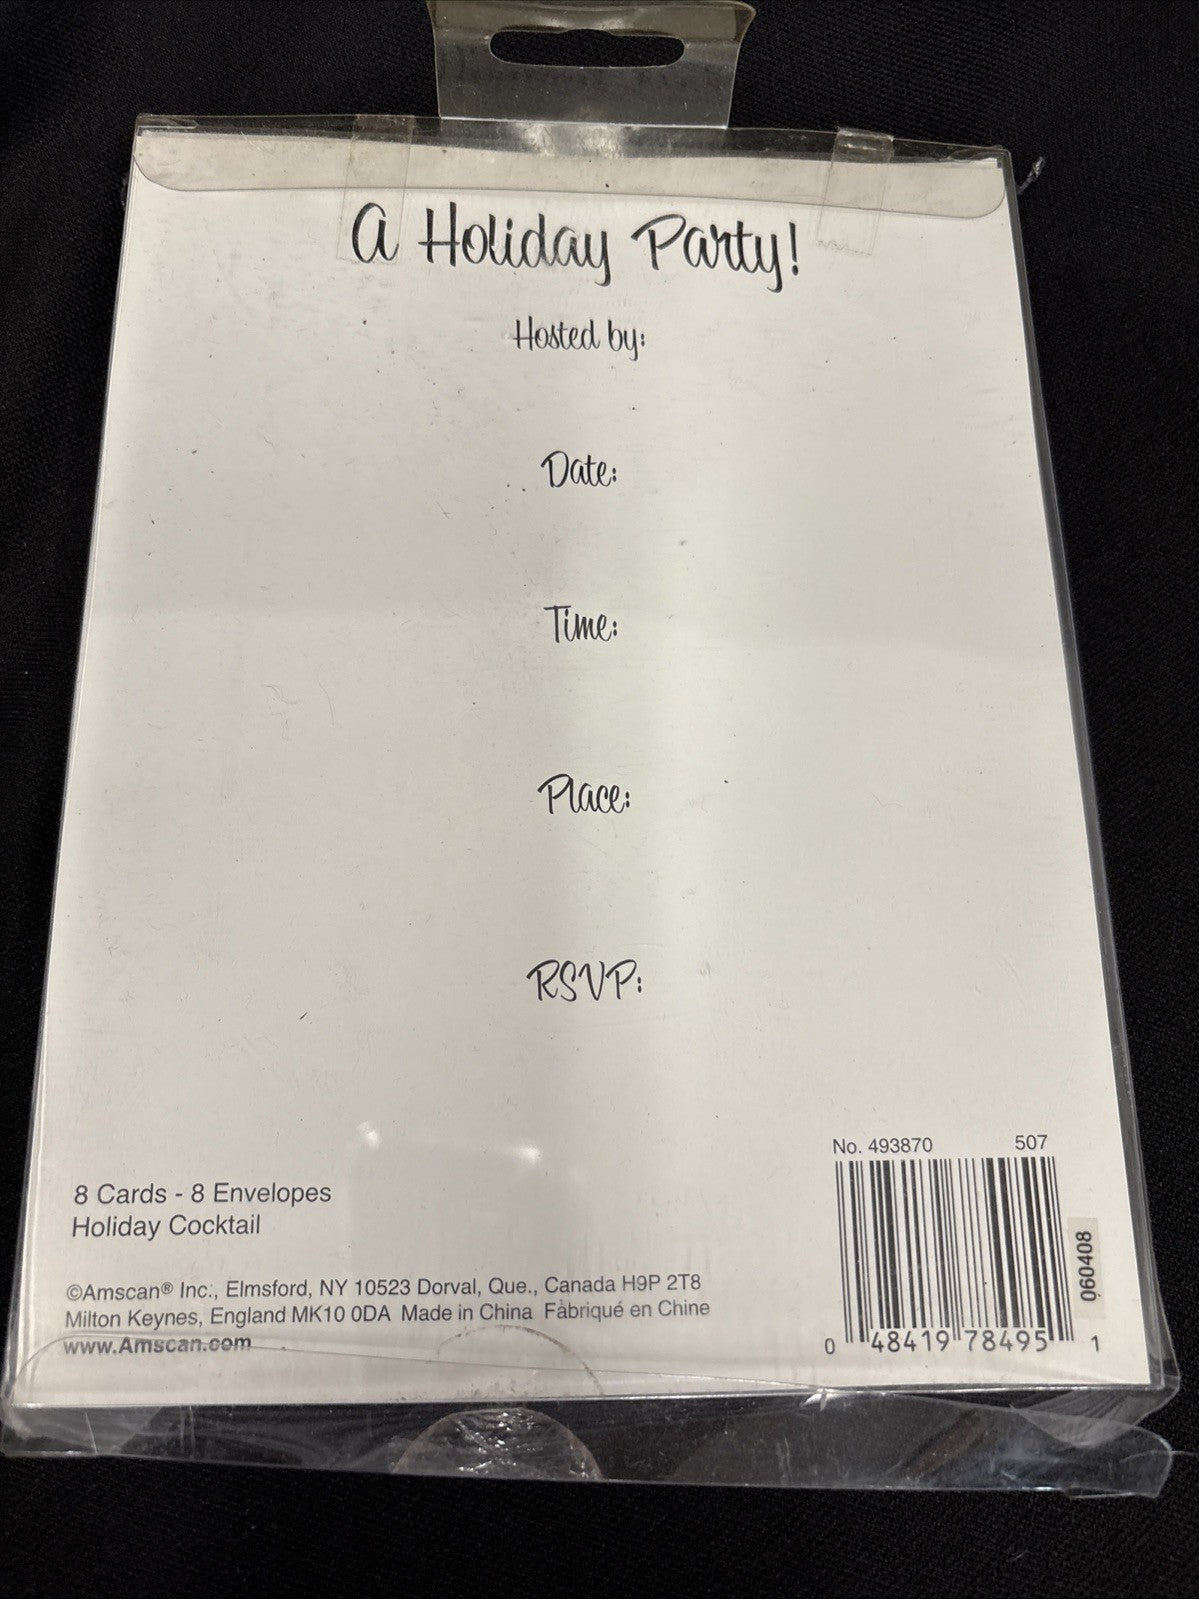 A Holiday Party!
Hosted by:
Date:
Time:
Place:
RSVP:
8 Cards - 8 Envelopes
Holiday Cocktail
©Amscan® Inc., Elmsford, NY 10523 Dorval, Que., Canada H9P 2T8
Milton Keynes, England MK10 0DA Made in China Fabriqué en Chine
www.Amscan.com
No. 493870 507
0 48419 78495 1
060408